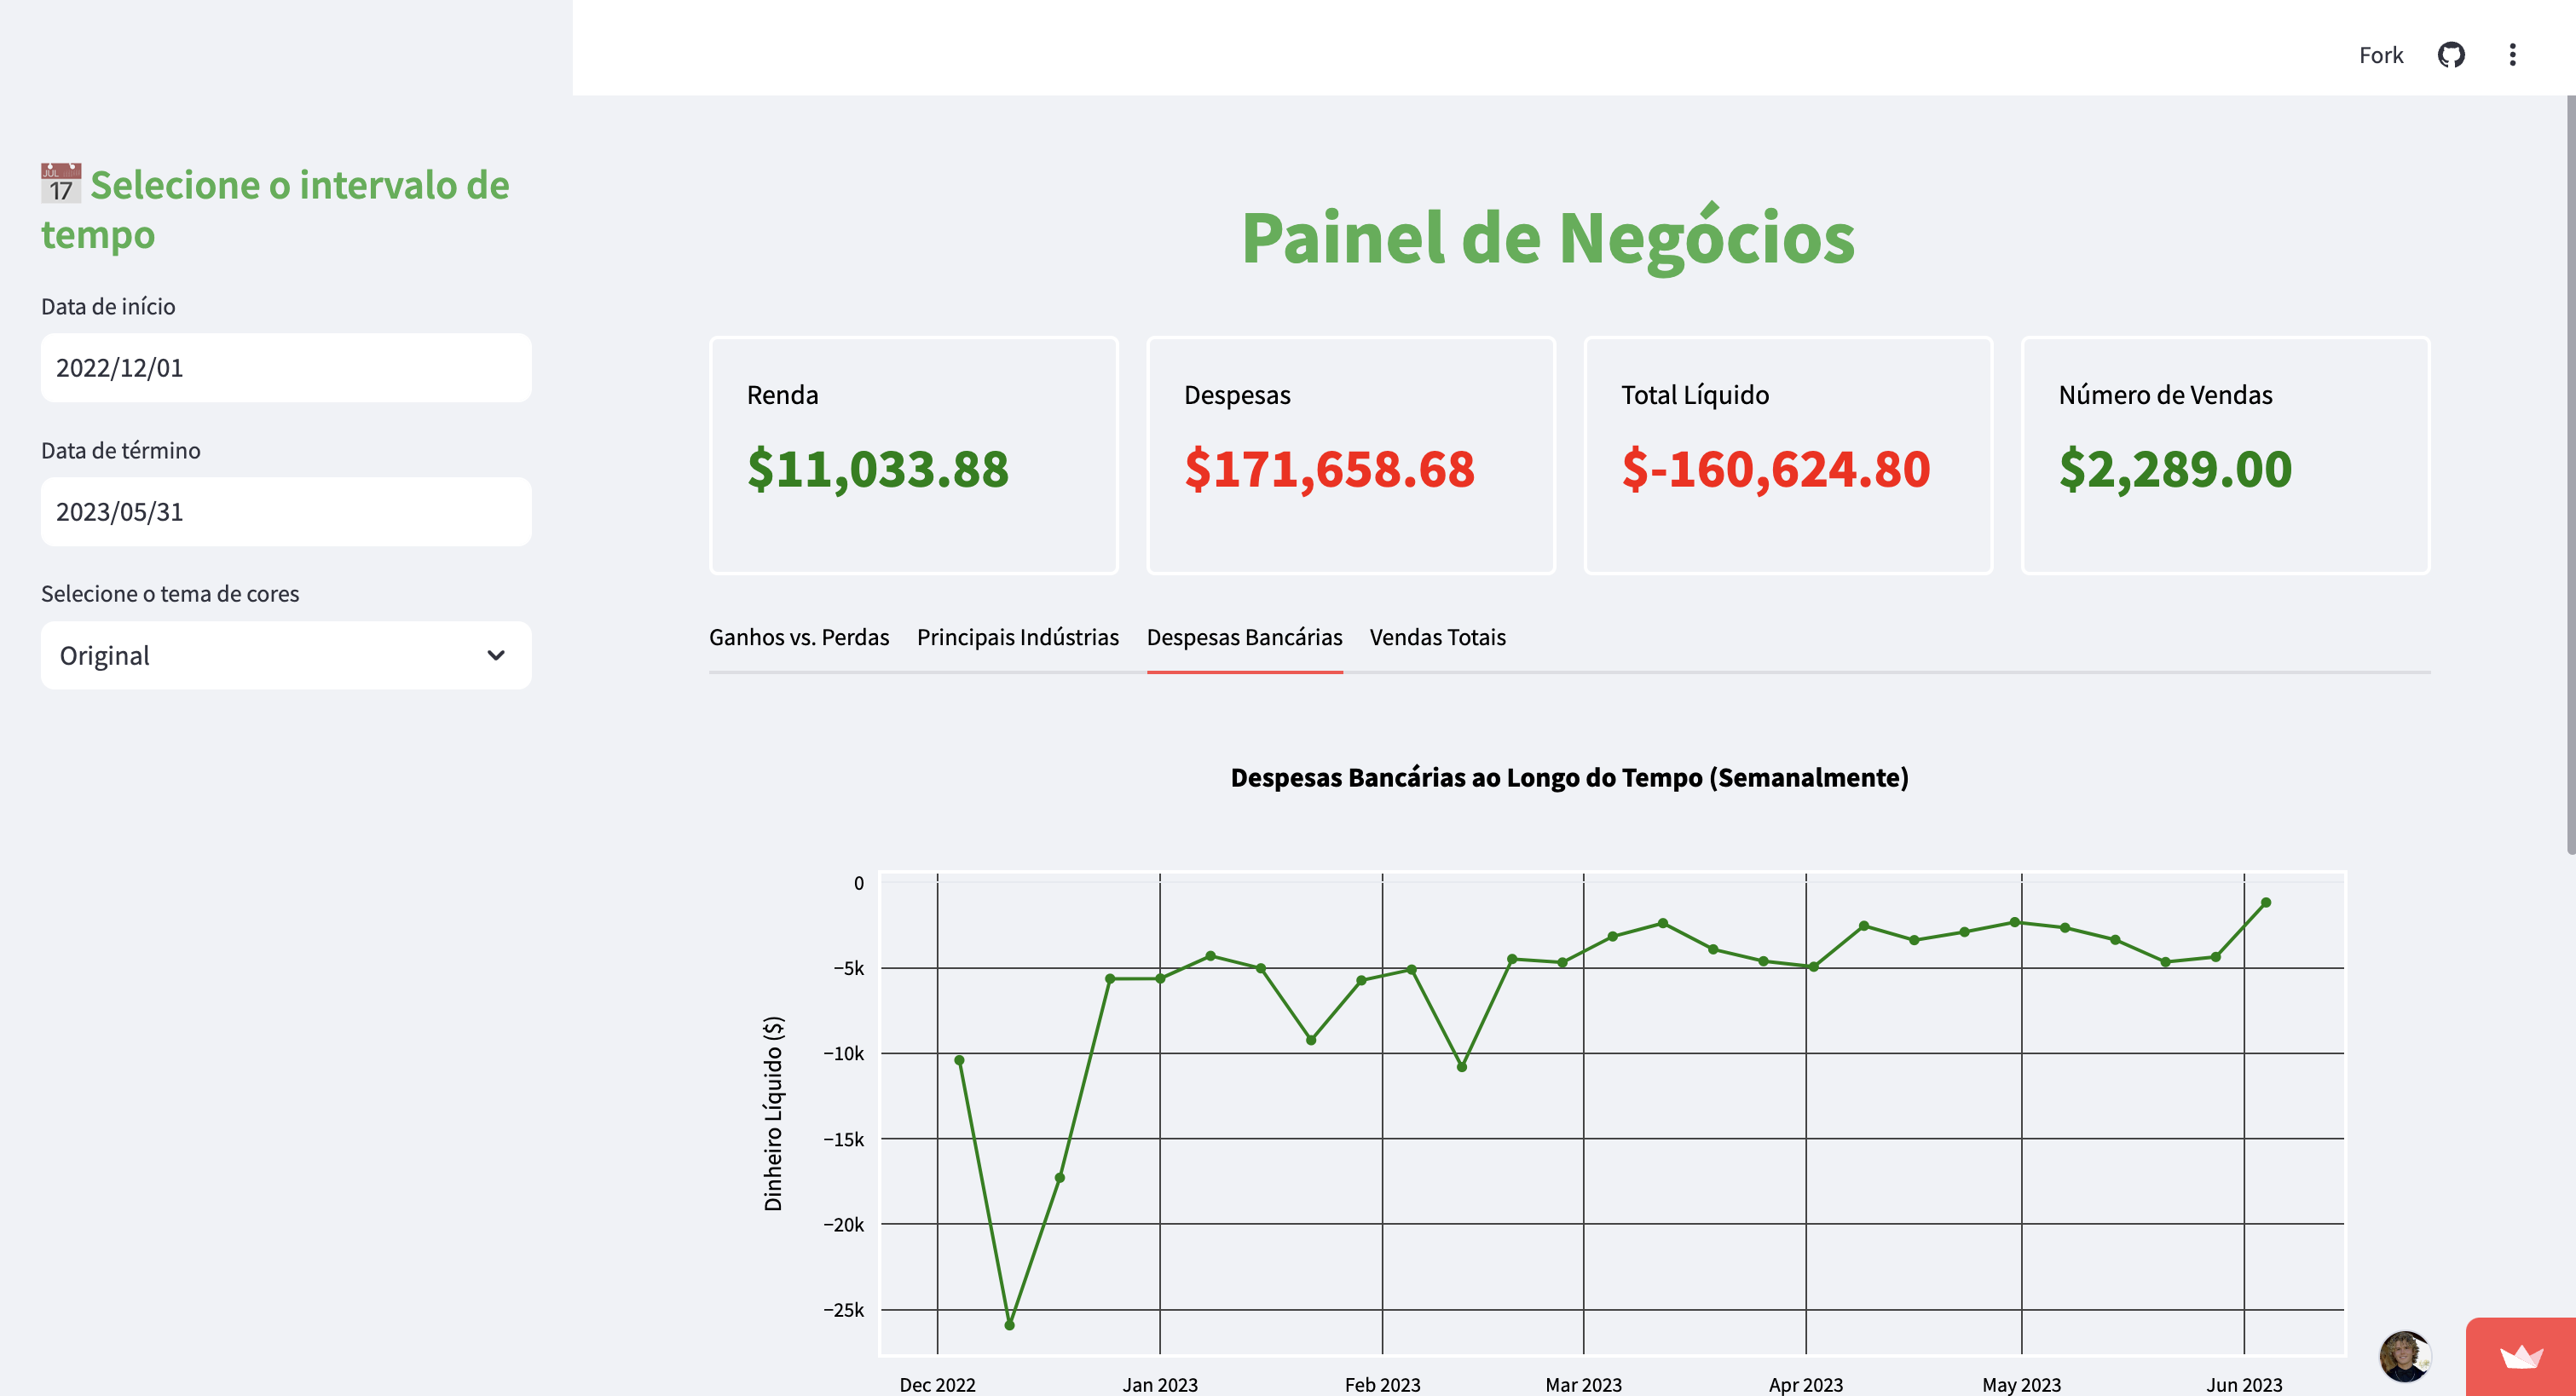 Fork
JUL
17
Selecione o intervalo de
tempo
Data de início
2022/12/01
Data de término
2023/05/31
Selecione o tema de cores
Original
Painel de Negócios
Renda
$11,033.88
Despesas
$171,658.68
Total Líquido
$-160,624.80
Número de Vendas
$2,289.00
Ganhos vs. Perdas Principais Indústrias Despesas Bancárias Vendas Totais
Despesas Bancárias ao Longo do Tempo (Semanalmente)
Dinheiro Líquido ($)
0
−5k
−10k
−15k
−20k
−25k
Dec 2022 Jan 2023 Feb 2023 Mar 2023 Apr 2023 May 2023 Jun 2023